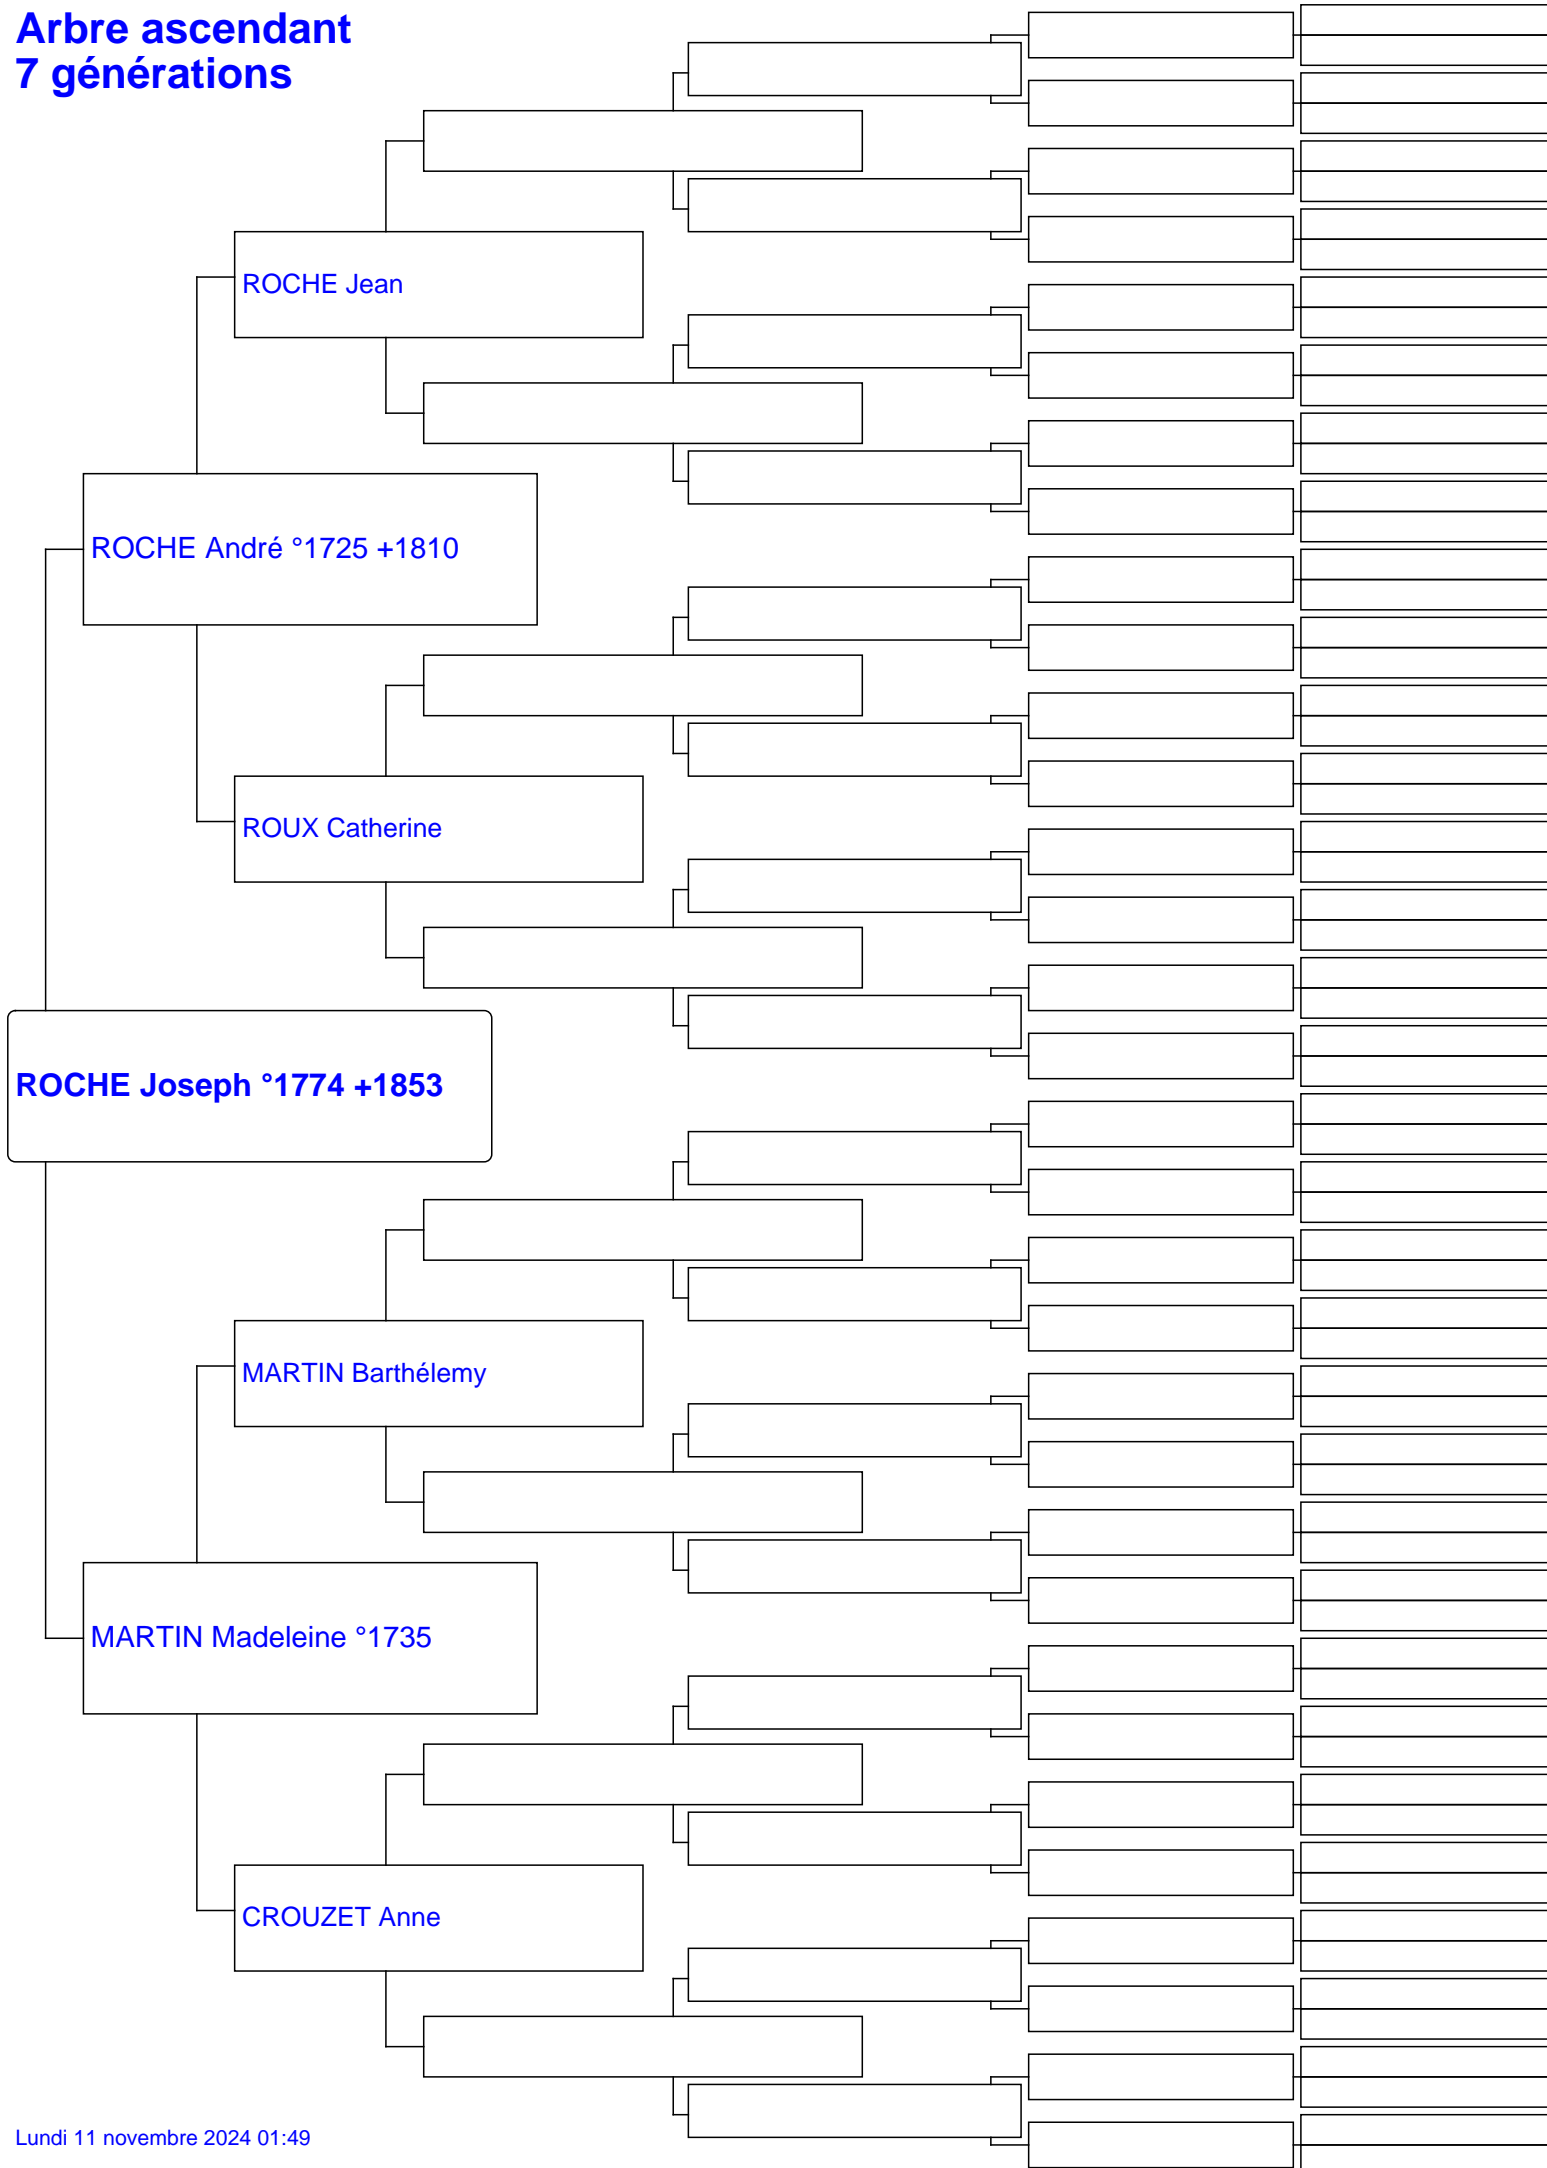 Arbre ascendant
7 générations
ROCHE Jean
ROCHE André °1725 +1810
ROUX Catherine
ROCHE Joseph °1774 +1853
MARTIN Barthélemy
MARTIN Madeleine °1735
CROUZET Anne
Lundi 11 novembre 2024 01:49